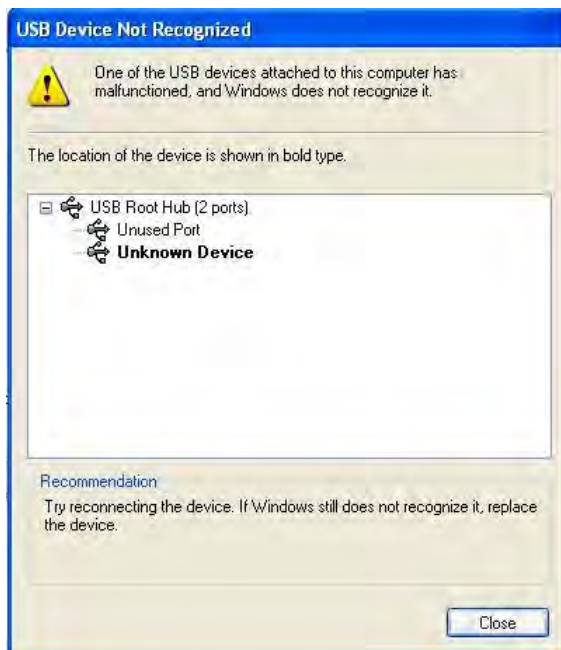 USB Device Not Recognized
One of the USB devices attached to this computer has
malfunctioned, and Windows does not recognize it.
The location of the device is shown in bold type.
USB Root Hub (2 ports)
Unused Port
Unknown Device
Recommendation
Try reconnecting the device. If Windows still does not recognize it, replace
the device.
Close